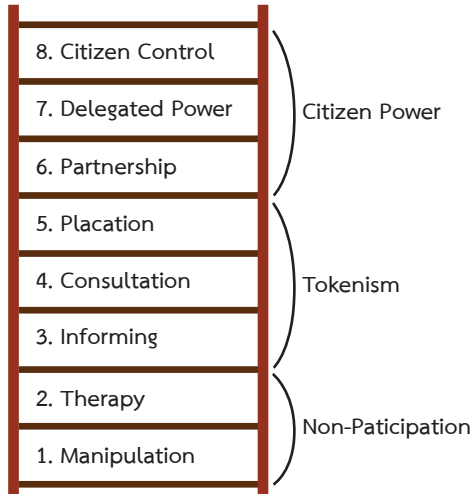 8. Citizen Control
7. Delegated Power
Citizen Power
6. Partnership
5. Placation
4. Consultation
Tokenism
3. Informing
2. Therapy
Non-Paticipation
1. Manipulation